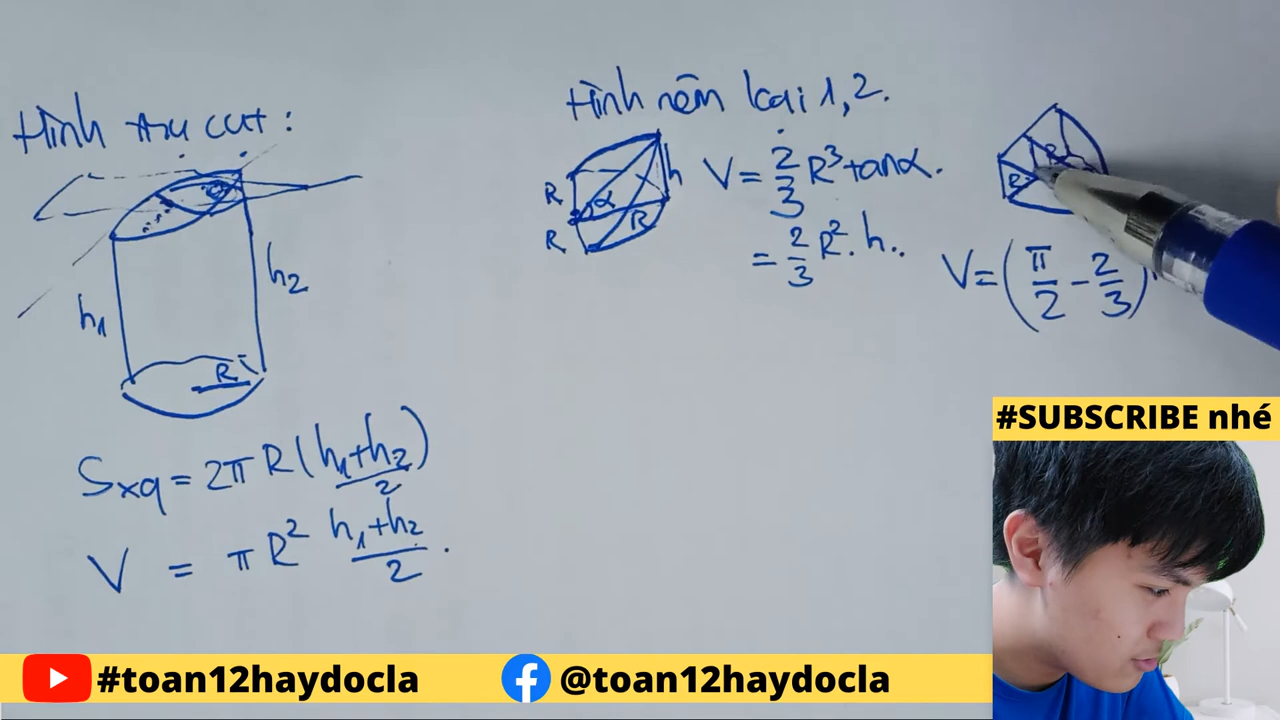 Hình trụ cụt:
h1
h2
R
Sxq = 2πR(h1+h2/2)
V = πR² h1+h2/2.
Hình nêm loại 1,2.
R
R
α
R
h
V = 2/3 R³ tanα.
= 2/3 R². h..
R
R
V = (π/2 - 2/3)
#SUBSCRIBE nhé
#toan12haydocla
@toan12haydocla